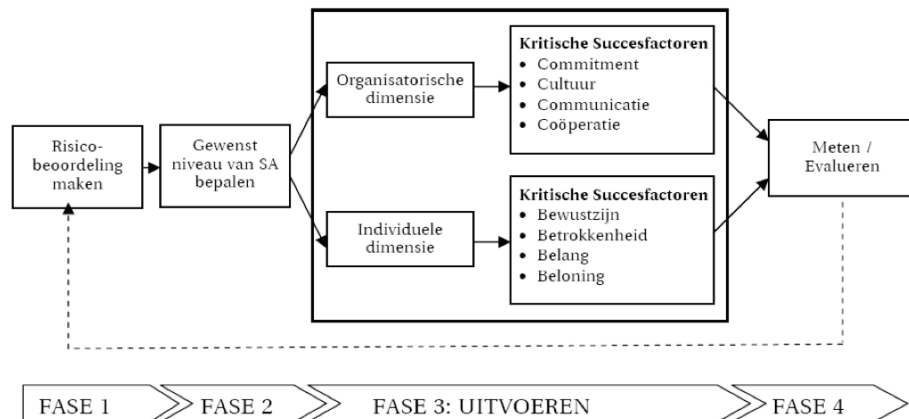 Risico-
beoordeling
maken
Gewenst
niveau van SA
bepalen
Organisatorische
dimensie
Kritische Succesfactoren
• Commitment
• Cultuur
• Communicatie
• Coöperatie
Individuele
dimensie
Kritische Succesfactoren
• Bewustzijn
• Betrokkenheid
• Belang
• Beloning
Meten /
Evalueren
FASE 1
FASE 2
FASE 3: UITVOEREN
FASE 4